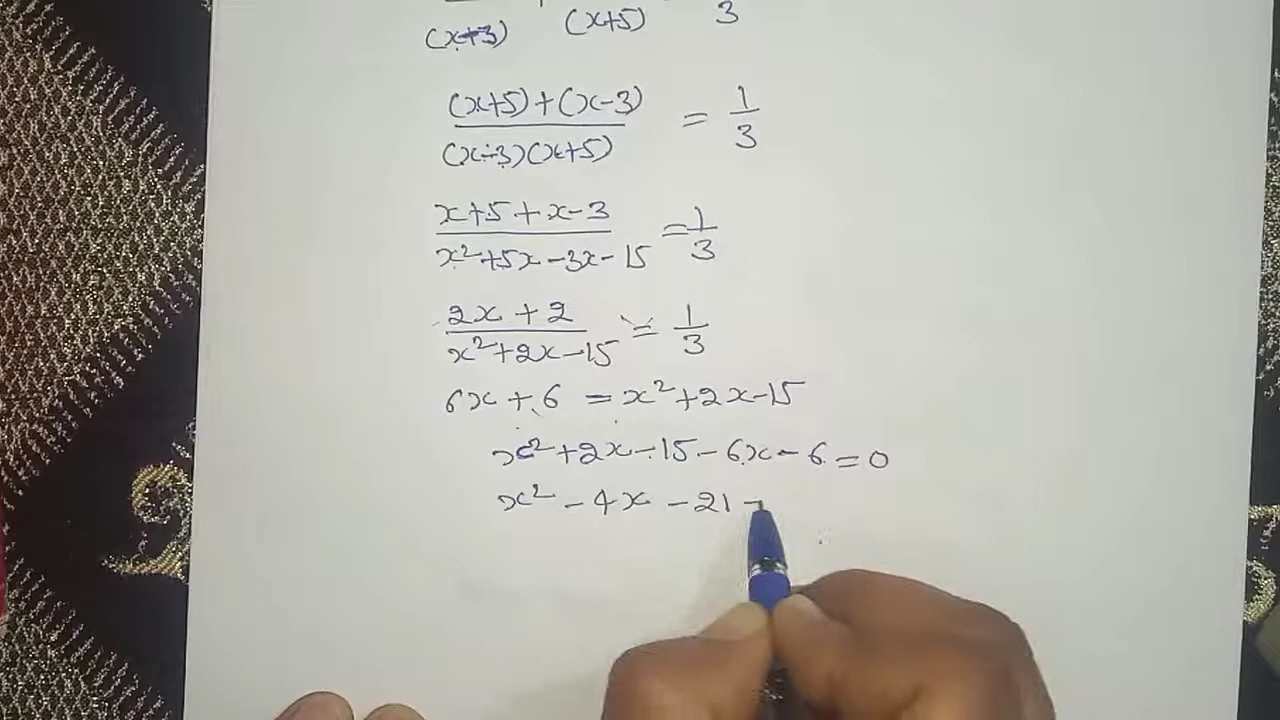 (x-3) (x+5) 3
(x+5)+(x-3) / (x-3)(x+5) = 1/3
x+5+x-3 / x²+5x-3x-15 = 1/3
2x+2 / x²+2x-15 = 1/3
6x+6 = x²+2x-15
x²+2x-15-6x-6=0
x²-4x-21